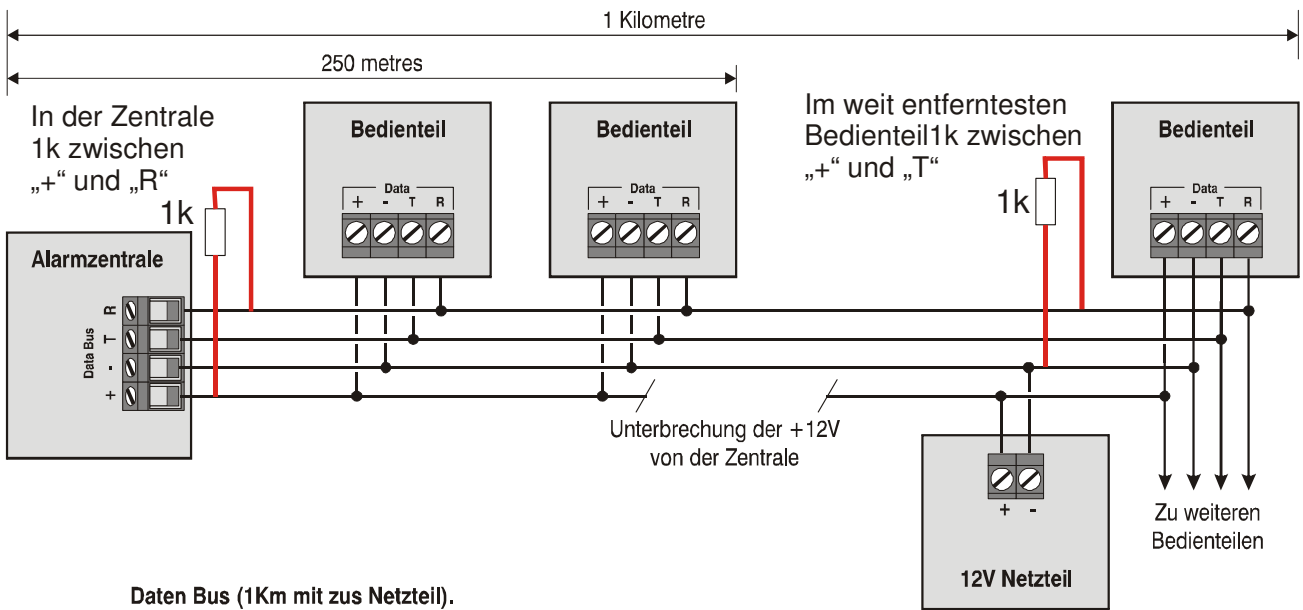 1 Kilometre
250 metres
In der Zentrale
1k zwischen
„+“ und „R“
1k
Bedienteil
Data
+ - T R
Bedienteil
Data
+ - T R
Im weit entferntesten
Bedienteil1k zwischen
„+“ und „T“
1k
Bedienteil
Data
+ - T R
Alarmzentrale
Data Bus
R
T
-
+
Unterbrechung der +12V
von der Zentrale
+ -
12V Netzteil
Zu weiteren
Bedienteilen
Daten Bus (1Km mit zus Netzteil).